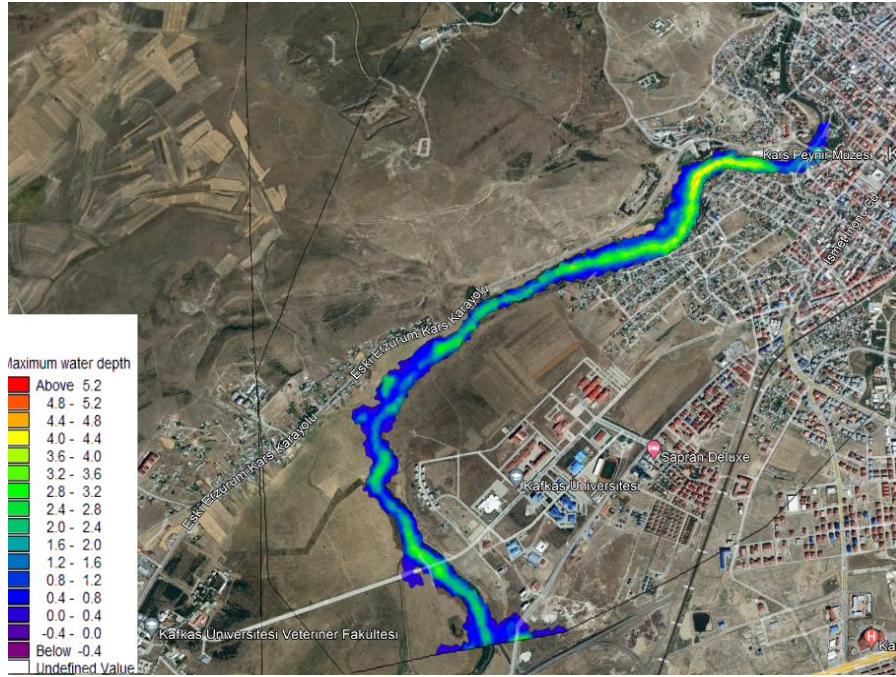 Kars Peynir Müzesi
K
İsmet İnönü Cd.
Eski Erzurum Kars Karayolu
Eski Erzurum Kars Karayolu
Sapran Deluxe
Kafkas Üniversitesi
Kafkas Üniversitesi Veteriner Fakültesi
H
Ka
Maximum water depth
Above 5.2
4.8 - 5.2
4.4 - 4.8
4.0 - 4.4
3.6 - 4.0
3.2 - 3.6
2.8 - 3.2
2.4 - 2.8
2.0 - 2.4
1.6 - 2.0
1.2 - 1.6
0.8 - 1.2
0.4 - 0.8
0.0 - 0.4
-0.4 - 0.0
Below -0.4
Undefined Value